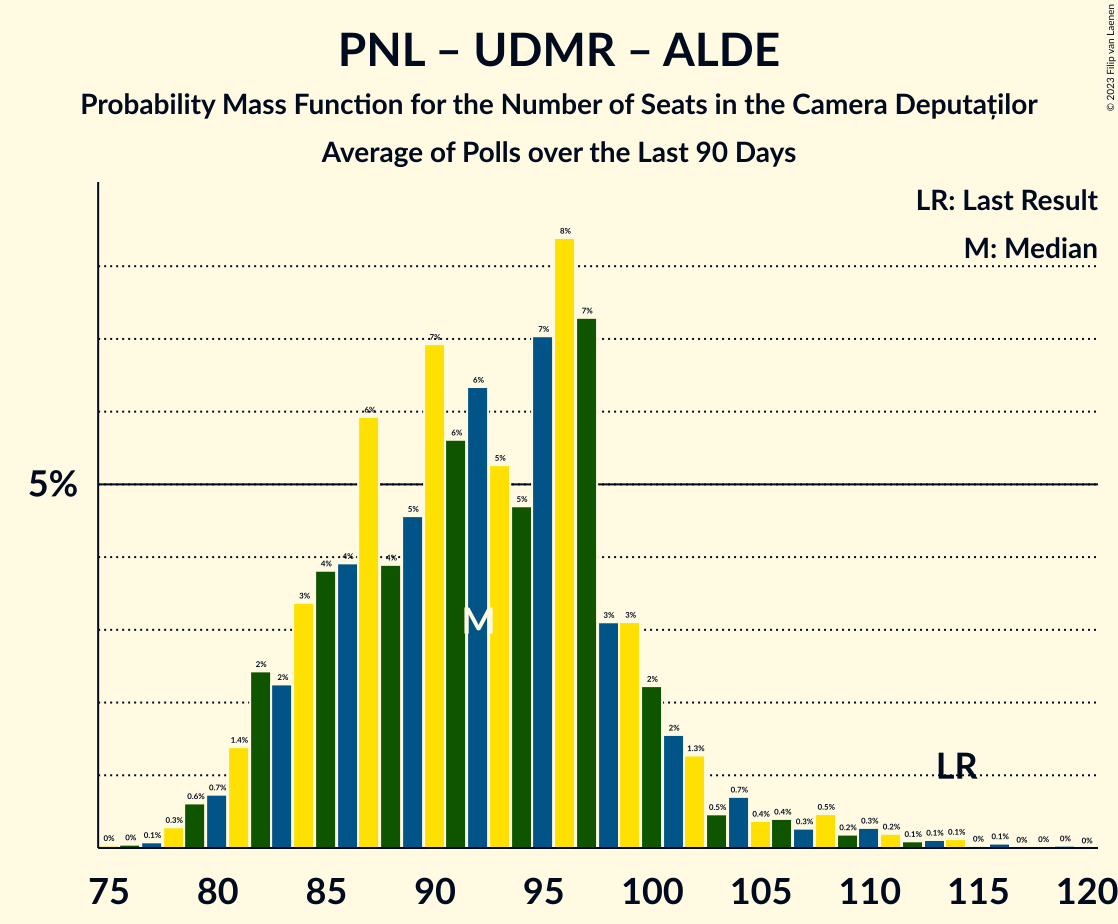 PNL – UDMR – ALDE
Probability Mass Function for the Number of Seats in the Camera Deputaților
Average of Polls over the Last 90 Days
© 2023 Filip van Laenen
LR: Last Result
M: Median
5%
0% 0% 0.1% 0.3% 0.6% 0.7% 1.4% 2% 2% 3% 4% 4% 6% 4% 5% 7% 6% 6% 5% 5% 7% 8% 7% 3% 3% 2% 2% 1.3% 0.5% 0.7% 0.4% 0.4% 0.3% 0.5% 0.2% 0.3% 0.2% 0.1% 0.1% 0.1% 0% 0.1% 0% 0% 0% 0%
M
LR
75 80 85 90 95 100 105 110 115 120